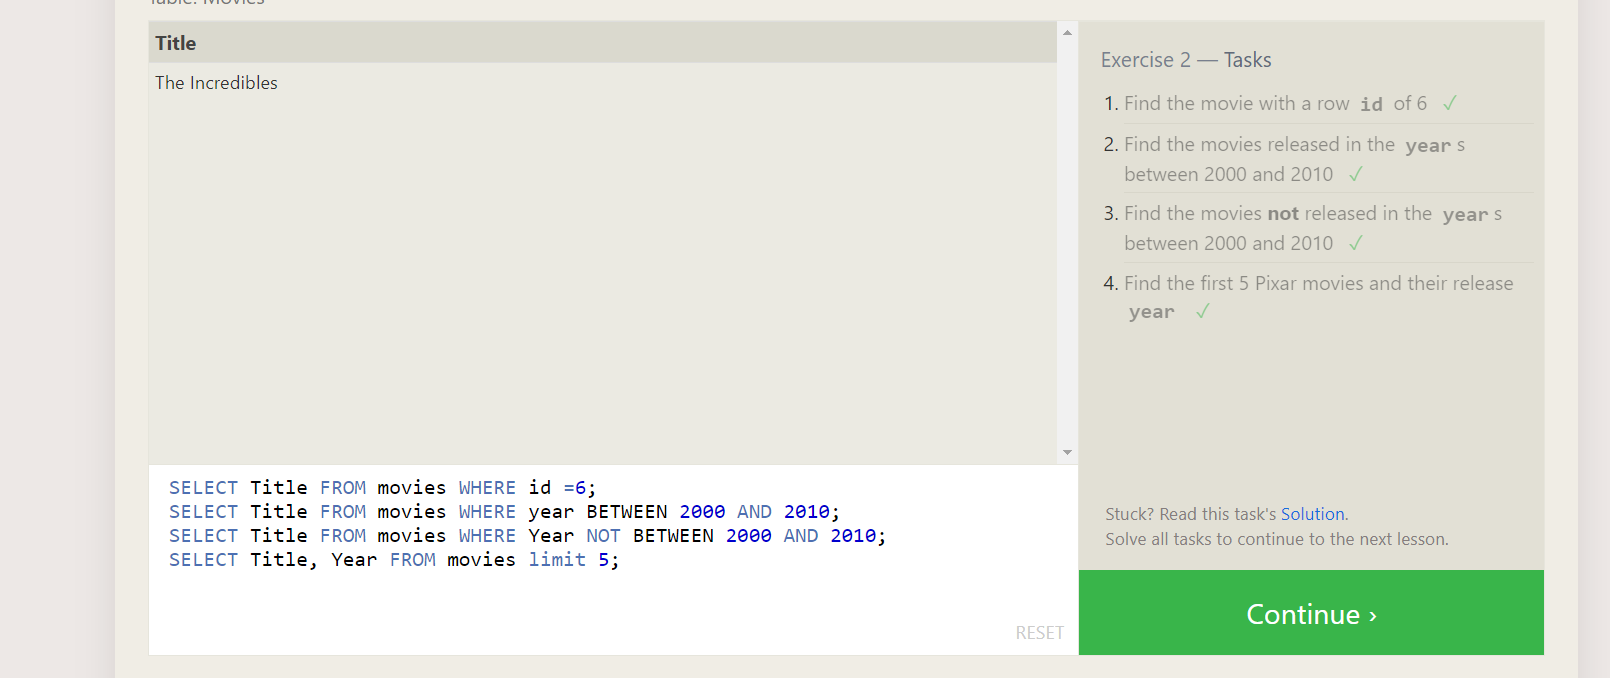 Table: Movies
Title
The Incredibles
Exercise 2 — Tasks
1. Find the movie with a row id of 6 ✓
2. Find the movies released in the year s
between 2000 and 2010 ✓
3. Find the movies not released in the year s
between 2000 and 2010 ✓
4. Find the first 5 Pixar movies and their release
year ✓
SELECT Title FROM movies WHERE id =6;
SELECT Title FROM movies WHERE year BETWEEN 2000 AND 2010;
SELECT Title FROM movies WHERE Year NOT BETWEEN 2000 AND 2010;
SELECT Title, Year FROM movies limit 5;
RESET
Stuck? Read this task's Solution.
Solve all tasks to continue to the next lesson.
Continue ›